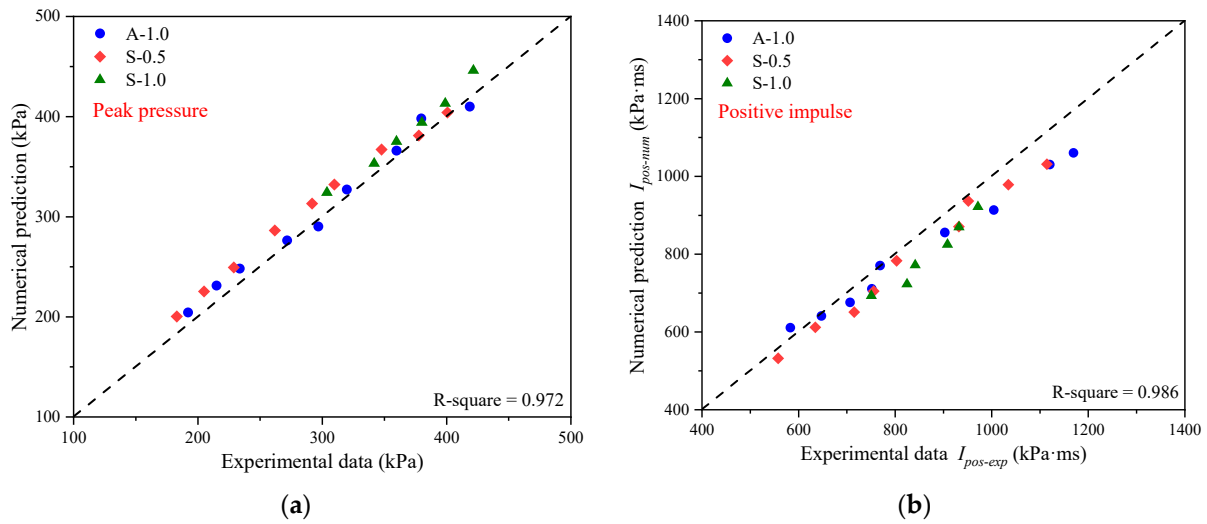 500
400
300
200
100
100
200
300
400
500
Numerical prediction (kPa)
A-1.0
S-0.5
S-1.0
Peak pressure
R-square = 0.972
Experimental data (kPa)
(a)
1400
1200
1000
800
600
400
400
600
800
1000
1200
1400
Numerical prediction I_pos-num (kPa·ms)
A-1.0
S-0.5
S-1.0
Positive impulse
R-square = 0.986
Experimental data I_pos-exp (kPa·ms)
(b)